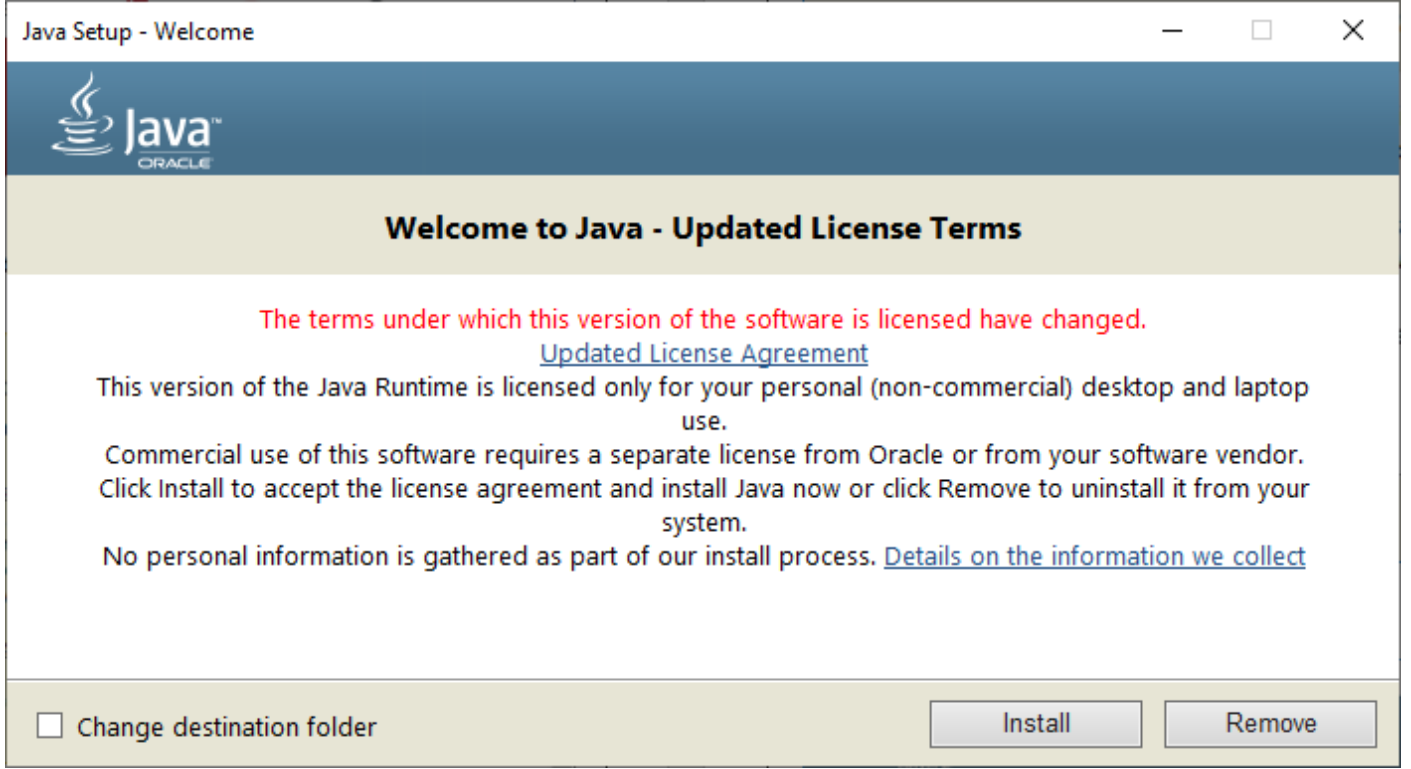 Java Setup - Welcome
Java™
ORACLE
Welcome to Java - Updated License Terms
The terms under which this version of the software is licensed have changed.
Updated License Agreement
This version of the Java Runtime is licensed only for your personal (non-commercial) desktop and laptop
use.
Commercial use of this software requires a separate license from Oracle or from your software vendor.
Click Install to accept the license agreement and install Java now or click Remove to uninstall it from your
system.
No personal information is gathered as part of our install process. Details on the information we collect
Change destination folder
Install
Remove